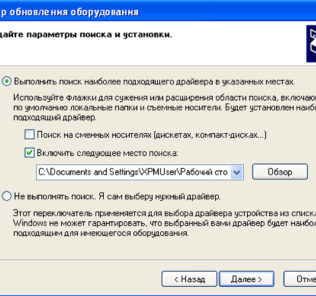 р обновления оборудования
дайте параметры поиска и установки.
Выполнить поиск наиболее подходящего драйвера в указанных местах.
Используйте флажки для сужения или расширения области поиска, включаю
по умолчанию локальные папки и съемные носители. Будет установлен наибо
подходящий драйвер.
Поиск на сменных носителях (дискетах, компакт-дисках...)
Включить следующее место поиска:
C:\Documents and Settings\XPMUser\Рабочий сто
Обзор
Не выполнять поиск. Я сам выберу нужный драйвер.
Этот переключатель применяется для выбора драйвера устройства из списка
Windows не может гарантировать, что выбранный вами драйвер будет наибо
подходящим для имеющегося оборудования.
< Назад
Далее >
Отме